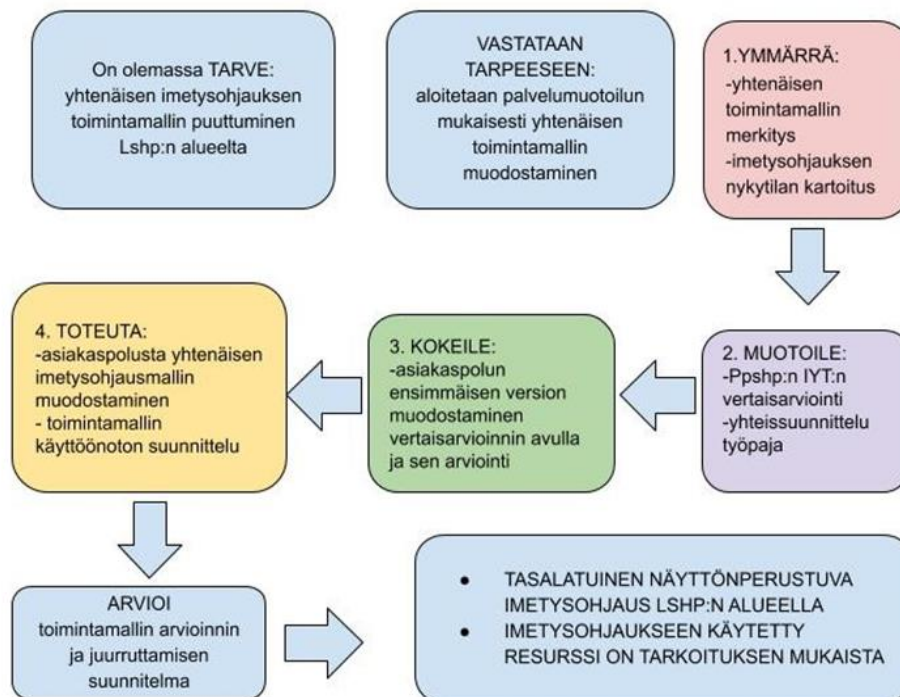 On olemassa TARVE:
yhtenäisen imetysohjauksen
toimintamallin puuttuminen
Lshp:n alueelta
VASTATAAN
TARPEESEEN:
aloitetaan palvelumuotoilun
mukaisesti yhtenäisen
toimintamallin
muodostaminen
1.YMMÄRRÄ:
-yhtenäisen
toimintamallin
merkitys
-imetysohjauksen
nykytilan kartoitus
2. MUOTOILE:
-Ppshp:n IYT:n
vertaisarviointi
-yhteissuunnittelu
työpaja
3. KOKEILE:
-asiakaspolun
ensimmäisen version
muodostaminen
vertaisarvioinnin avulla
ja sen arviointi
4. TOTEUTA:
-asiakaspolusta yhtenäisen
imetysohjausmallin
muodostaminen
- toimintamallin
käyttöönoton suunnittelu
ARVIOI
toimintamallin arvioinnin
ja juurruttamisen
suunnitelma
● TASALATUINEN NÄYTTÖNPERUSTUVA
IMETYSOHJAUS LSHP:N ALUEELLA
● IMETYSOHJAUKSEEN KÄYTETTY
RESURSSI ON TARKOITUKSEN MUKAISTA